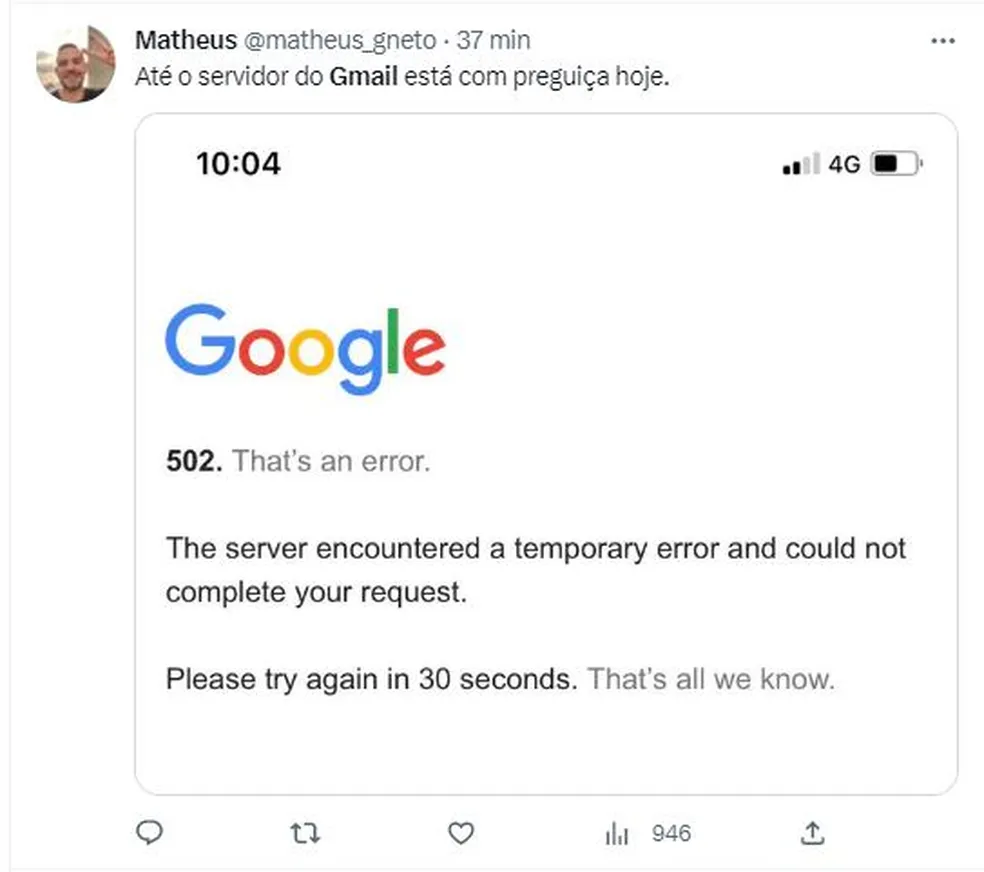 Matheus @matheus_gneto · 37 min
Até o servidor do Gmail está com preguiça hoje.
10:04 4G
Google
502. That's an error.
The server encountered a temporary error and could not
complete your request.
Please try again in 30 seconds. That's all we know.
946